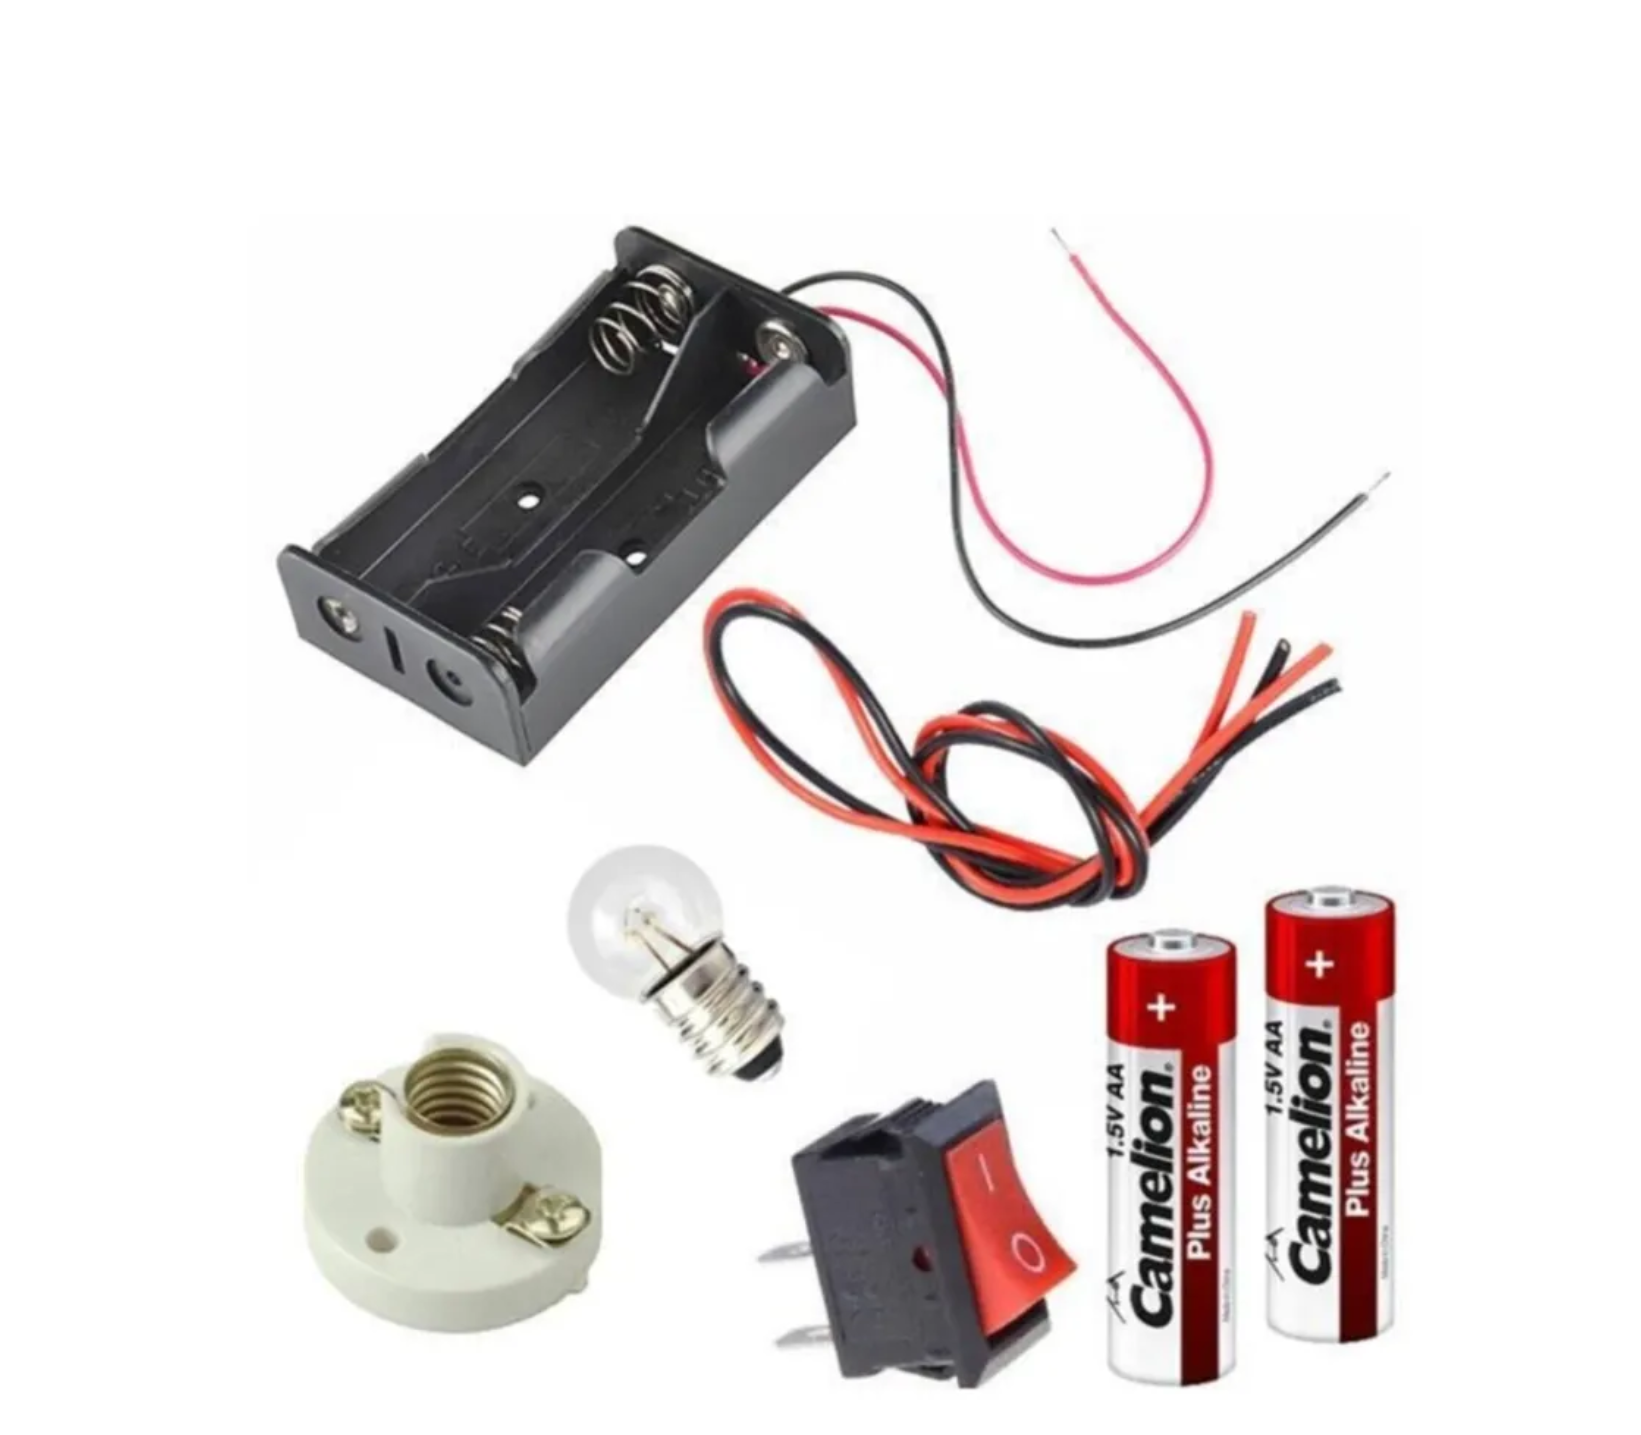 +
1.5V AA
Camelion®
Plus Alkaline
+
1.5V AA
Camelion®
Plus Alkaline
I
O